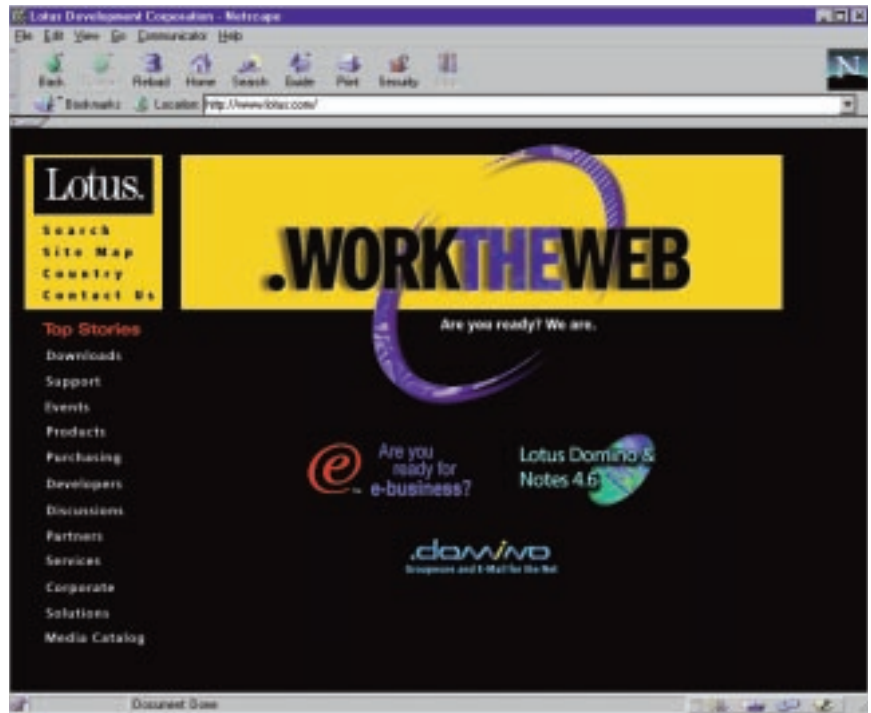 Lotus Development Corporation - Netscape
File Edit View Go Communicator Help
Back Reload Home Search Guide Print Security
Bookmarks Location: http://www.lotus.com/
Lotus.
Search
Site Map
Country
Contact Us
.WORKTHEWEB
Are you ready? We are.
Top Stories
Downloads
Support
Events
Products
Purchasing
Developers
Discussions
Partners
Services
Corporate
Solutions
Media Catalog
e
Are you
ready for
e-business?
Lotus Domino &
Notes 4.6
.domino
Groupware and E-Mail for the Net
Document: Done